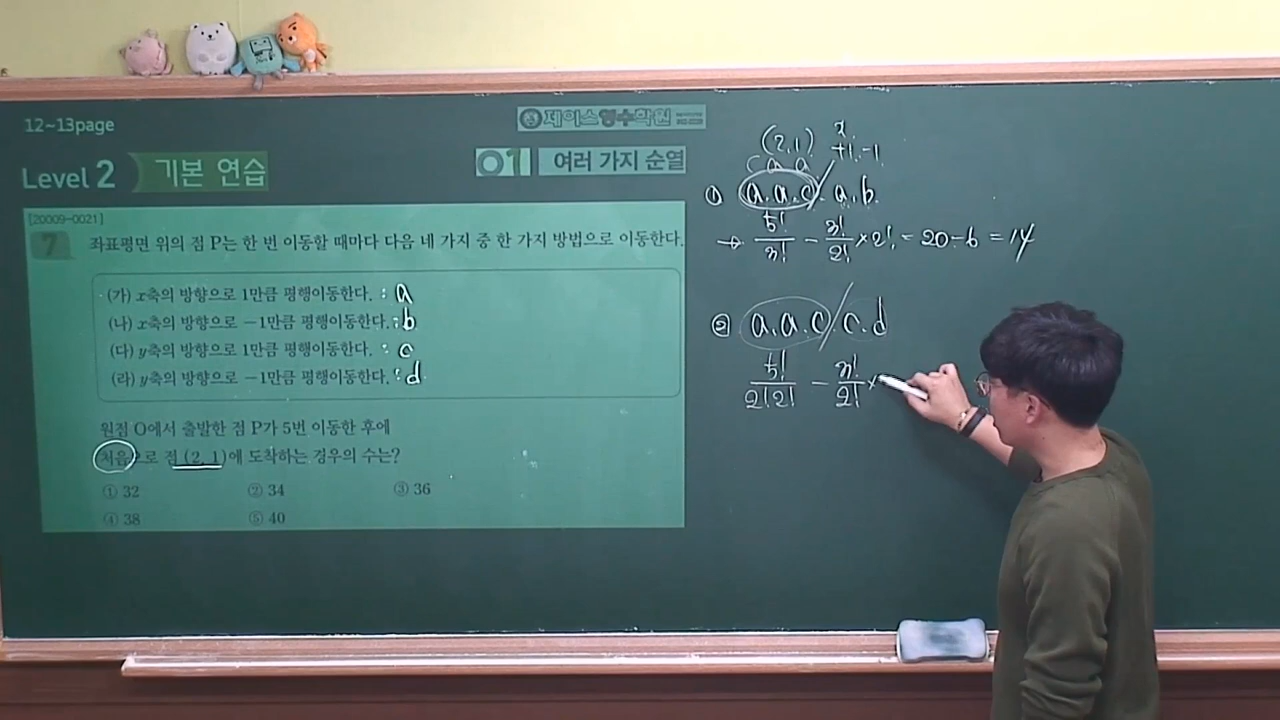 12~13page
제이스영수학원
Level 2 기본 연습
01 여러 가지 순열
[20009-0021]
7 좌표평면 위의 점 P는 한 번 이동할 때마다 다음 네 가지 중 한 가지 방법으로 이동한다.
(가) x축의 방향으로 1만큼 평행이동한다. : a
(나) x축의 방향으로 −1만큼 평행이동한다. : b
(다) y축의 방향으로 1만큼 평행이동한다. : c
(라) y축의 방향으로 −1만큼 평행이동한다. : d
원점 O에서 출발한 점 P가 5번 이동한 후에
처음으로 점 (2, 1)에 도착하는 경우의 수는?
① 32 ② 34 ③ 36
④ 38 ⑤ 40
(2,1) x
+1, -1
c a a
① a, a, c / a, b
→ 5!/3! − 3!/2! × 2! = 20 − 6 = 14
② a, a, c / c, d
5!/2!2! − 3!/2! ×